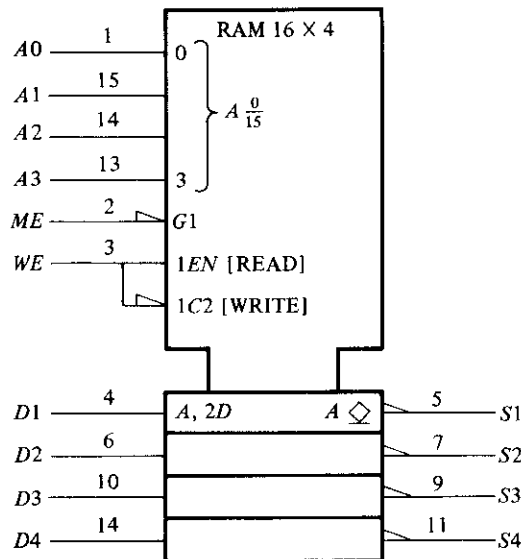 RAM 16 × 4
A0 1 0
A1 15
A2 14
A 0/15
A3 13 3
ME 2 G1
WE 3 1EN [READ]
1C2 [WRITE]
D1 4 A, 2D A 5 S1
D2 6 7 S2
D3 10 9 S3
D4 14 11 S4